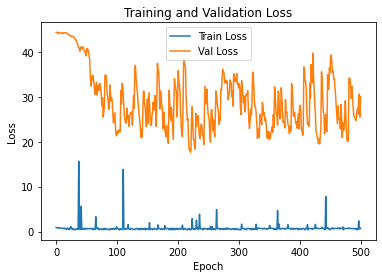 Training and Validation Loss
Train Loss
Val Loss
Loss
40
30
20
10
0
0 100 200 300 400 500
Epoch